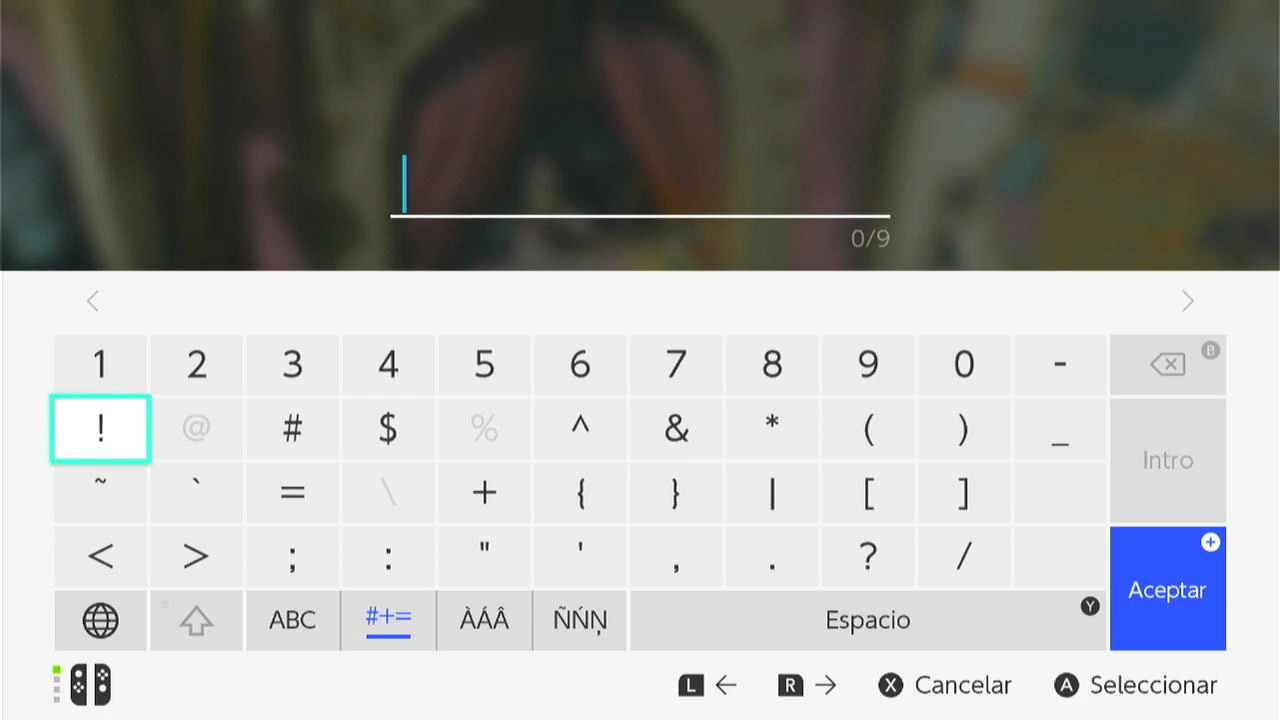 0/9
1 2 3 4 5 6 7 8 9 0 - B
! @ # $ % ^ & * ( ) _ Intro
~ ` = \ + { } | [ ]
< > ; : " ' , . ? / +
Aceptar
ABC #+= ÀÁÂ ÑŃŅ Espacio Y
L ← R → X Cancelar A Seleccionar